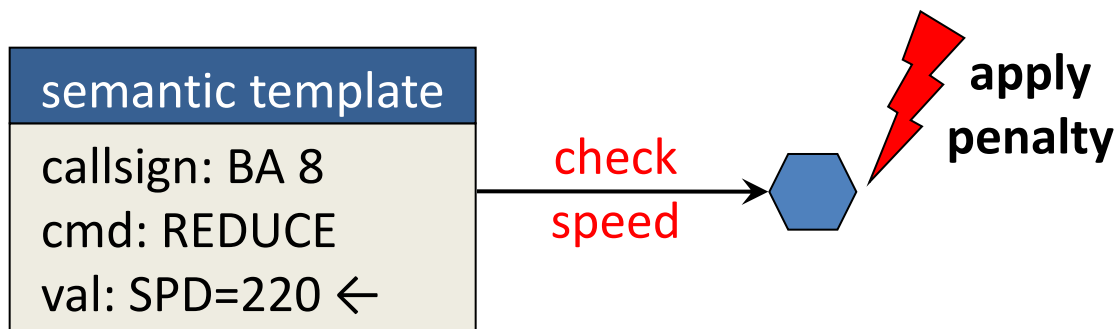 semantic template
callsign: BA 8
cmd: REDUCE
val: SPD=220 ←
check
speed
apply
penalty